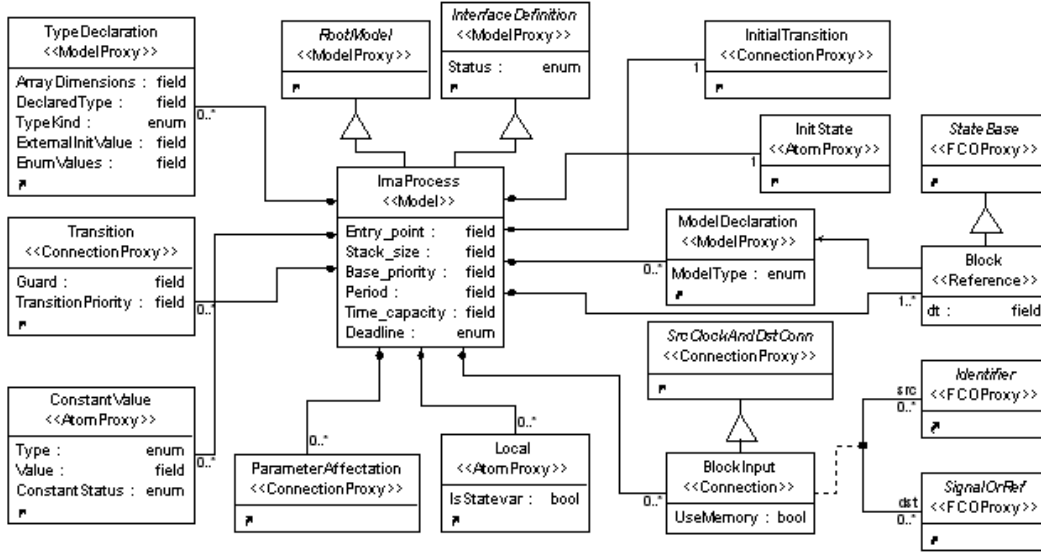 TypeDeclaration
<<ModelProxy>>
ArrayDimensions : field
DeclaredType : field
TypeKind : enum
ExternalInitValue : field
EnumValues : field
0..*
RootModel
<<ModelProxy>>
InterfaceDefinition
<<ModelProxy>>
Status : enum
InitialTransition
<<ConnectionProxy>>
1
InitState
<<AtomProxy>>
1
StateBase
<<FCOProxy>>
ImaProcess
<<Model>>
Entry_point : field
Stack_size : field
Base_priority : field
Period : field
Time_capacity : field
Deadline : enum
Transition
<<ConnectionProxy>>
Guard : field
TransitionPriority : field
0..*
ModelDeclaration
<<ModelProxy>>
ModelType : enum
0..*
Block
<<Reference>>
dt : field
1..*
SrcClockAndDstConn
<<ConnectionProxy>>
ConstantValue
<<AtomProxy>>
Type : enum
Value : field
ConstantStatus : enum
0..*
0..*
ParameterAffectation
<<ConnectionProxy>>
0..*
Local
<<AtomProxy>>
IsStatevar : bool
BlockInput
<<Connection>>
UseMemory : bool
0..*
src
0..*
Identifier
<<FCOProxy>>
dst
0..*
SignalOrRef
<<FCOProxy>>